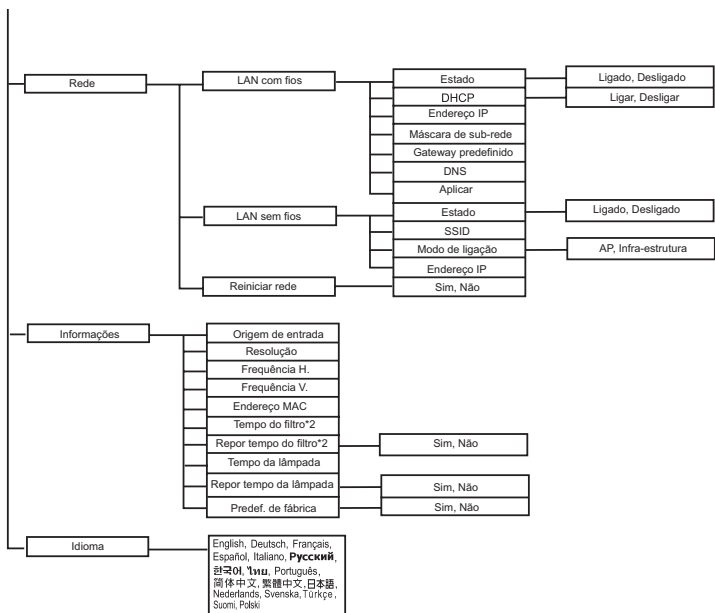 Rede
LAN com fios
Estado
Ligado, Desligado
DHCP
Ligar, Desligar
Endereço IP
Máscara de sub-rede
Gateway predefinido
DNS
Aplicar
LAN sem fios
Estado
Ligado, Desligado
SSID
Modo de ligação
AP, Infra-estrutura
Endereço IP
Reiniciar rede
Sim, Não
Informações
Origem de entrada
Resolução
Frequência H.
Frequência V.
Endereço MAC
Tempo do filtro*2
Repor tempo do filtro*2
Sim, Não
Tempo da lâmpada
Repor tempo da lâmpada
Sim, Não
Predef. de fábrica
Sim, Não
Idioma
English, Deutsch, Français,
Español, Italiano, Русский,
한국어, ไทย, Português,
简体中文, 繁體中文, 日本語,
Nederlands, Svenska, Türkçe,
Suomi, Polski